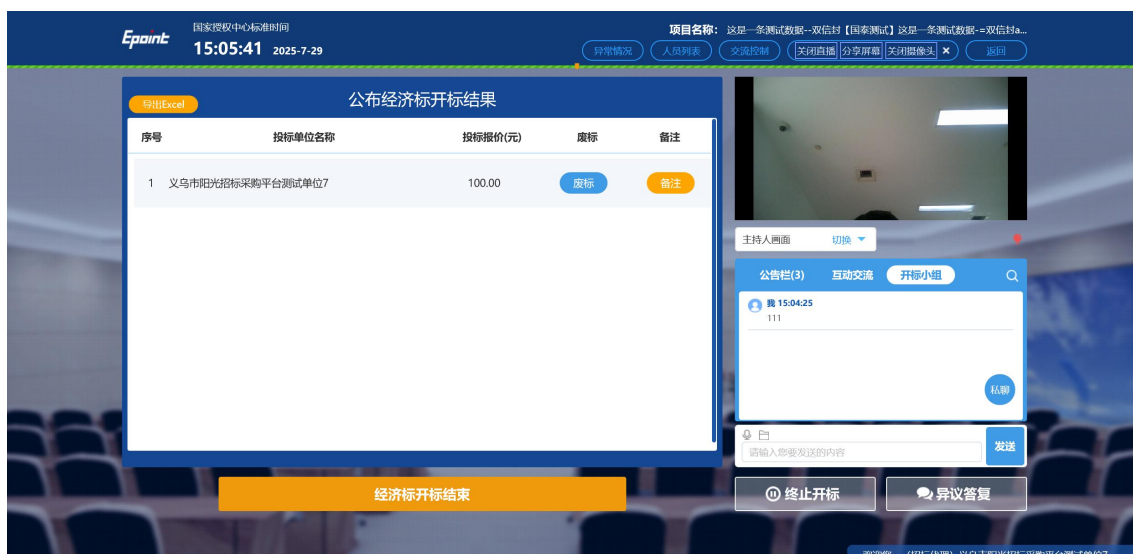 Epoint
国家授权中心标准时间
15:05:41 2025-7-29
项目名称: 这是一条测试数据--双信封【国泰测试】这是一条测试数据-=双信封a...
异常情况 人员列表 交流控制 关闭直播 分享屏幕 关闭摄像头 × 返回
导出Excel
公布经济标开标结果
序号 投标单位名称 投标报价(元) 废标 备注
1 义乌市阳光招标采购平台测试单位7 100.00 废标 备注
主持人画面 切换
公告栏(3) 互动交流 开标小组
我 15:04:25
111
私聊
请输入您要发送的内容
发送
经济标开标结束
终止开标
异议答复